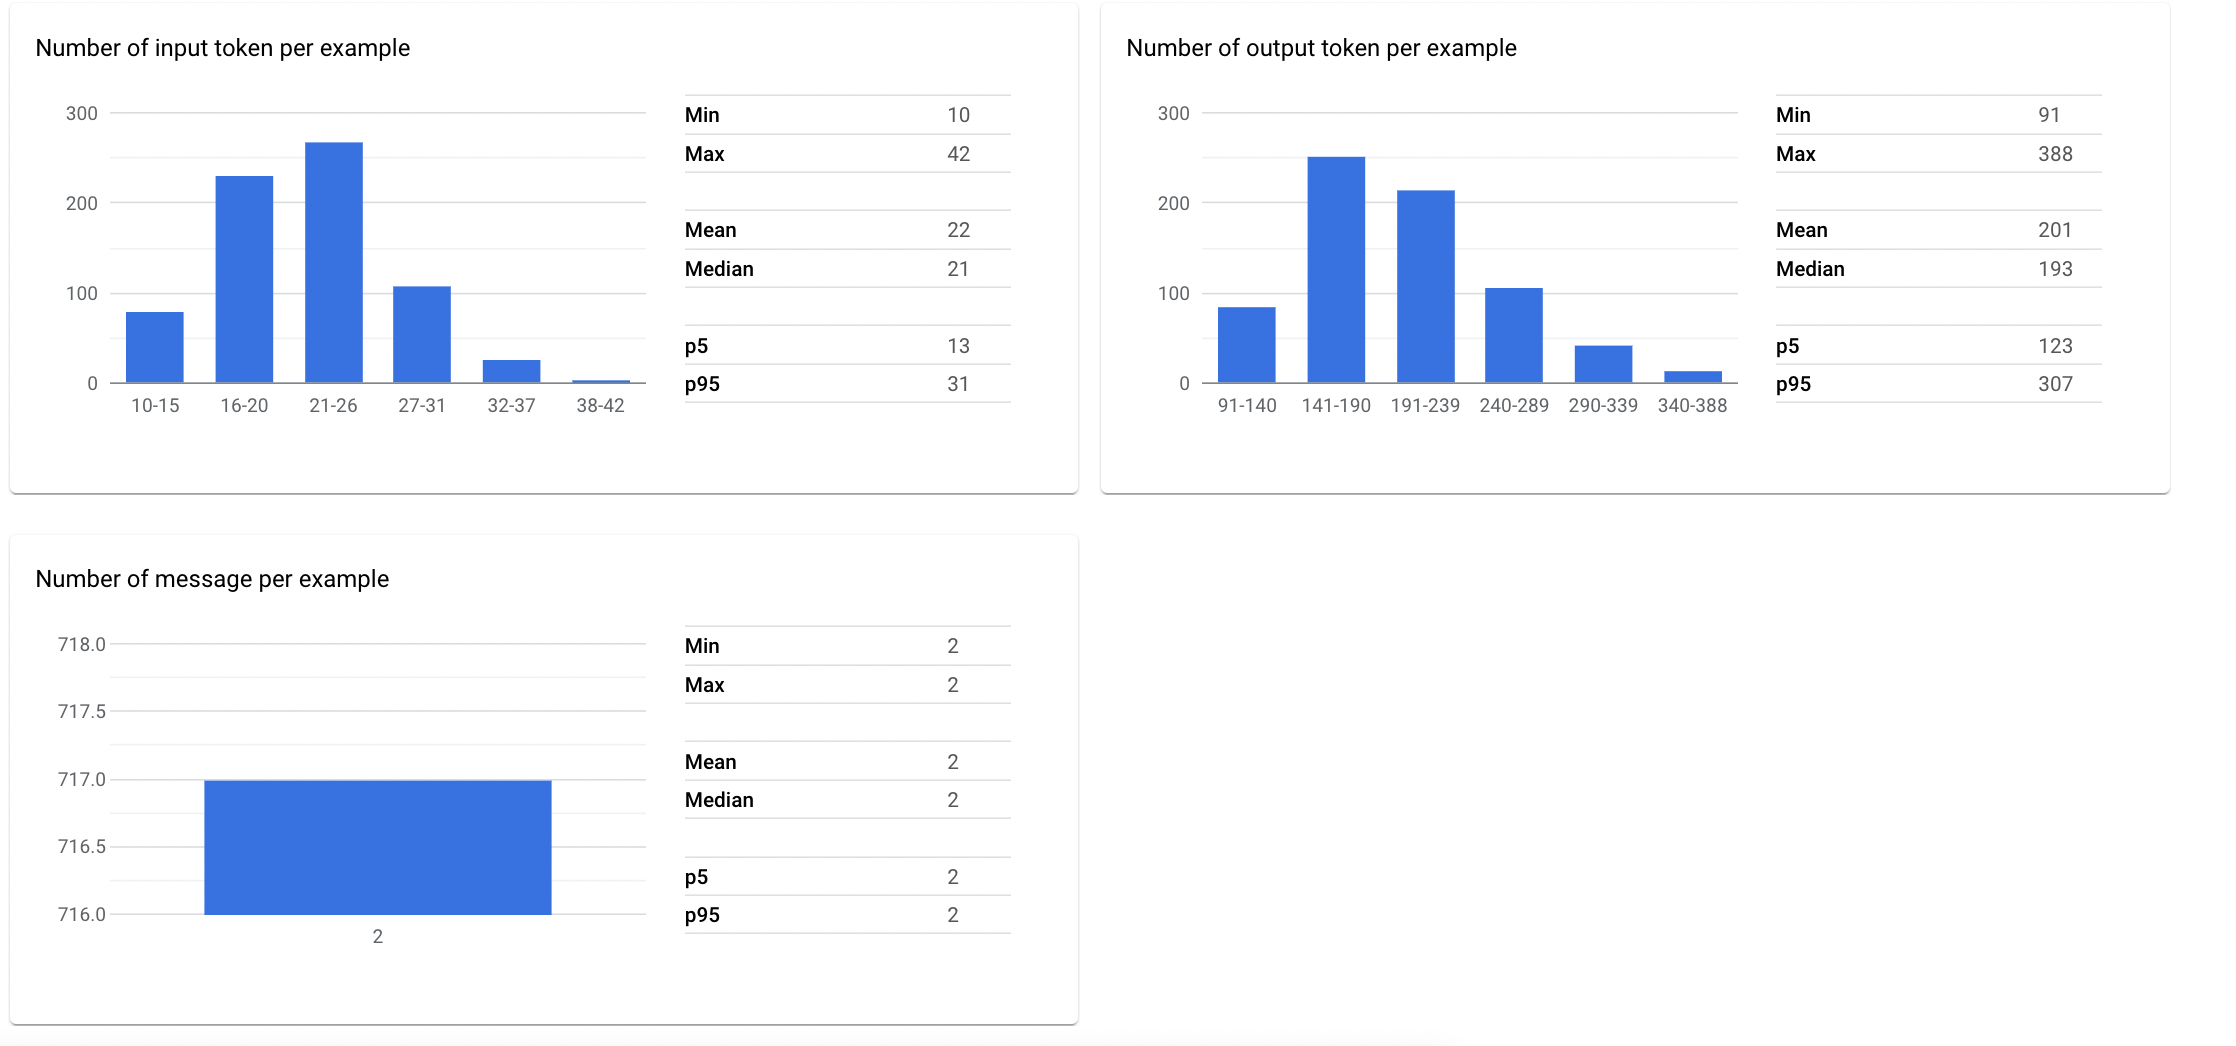 Number of input token per example
300
200
100
0
10-15 16-20 21-26 27-31 32-37 38-42
Min 10
Max 42
Mean 22
Median 21
p5 13
p95 31
Number of output token per example
300
200
100
0
91-140 141-190 191-239 240-289 290-339 340-388
Min 91
Max 388
Mean 201
Median 193
p5 123
p95 307
Number of message per example
718.0
717.5
717.0
716.5
716.0
2
Min 2
Max 2
Mean 2
Median 2
p5 2
p95 2